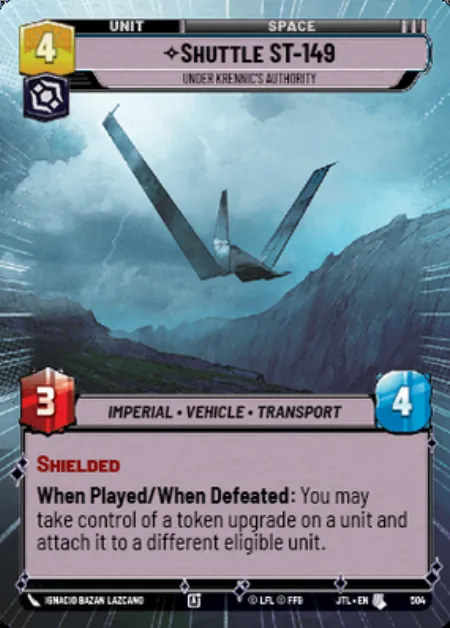 UNIT SPACE
4
✧SHUTTLE ST-149
UNDER KRENNIC'S AUTHORITY
3
IMPERIAL • VEHICLE • TRANSPORT
4
SHIELDED
When Played/When Defeated: You may
take control of a token upgrade on a unit and
attach it to a different eligible unit.
IGNACIO BAZAN LAZCANO
A
Ⓟ LFL Ⓒ FFG
JTL • EN
504